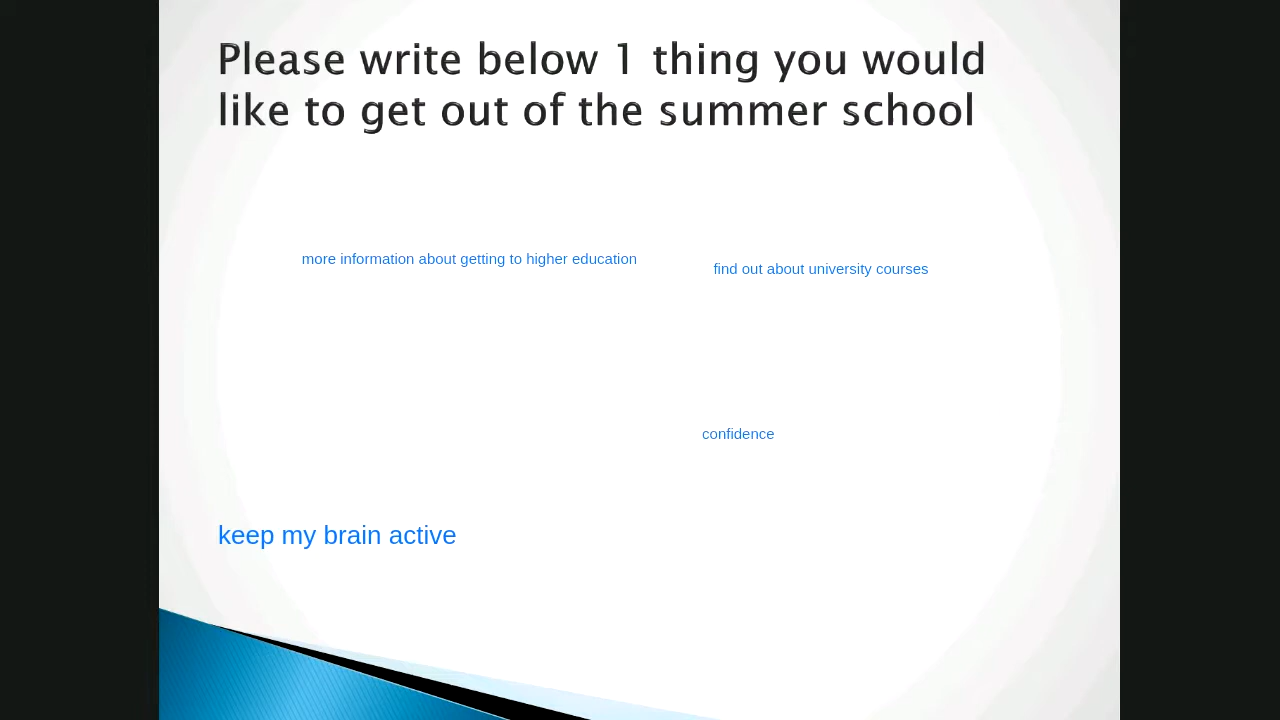 Please write below 1 thing you would
like to get out of the summer school
more information about getting to higher education
find out about university courses
confidence
keep my brain active